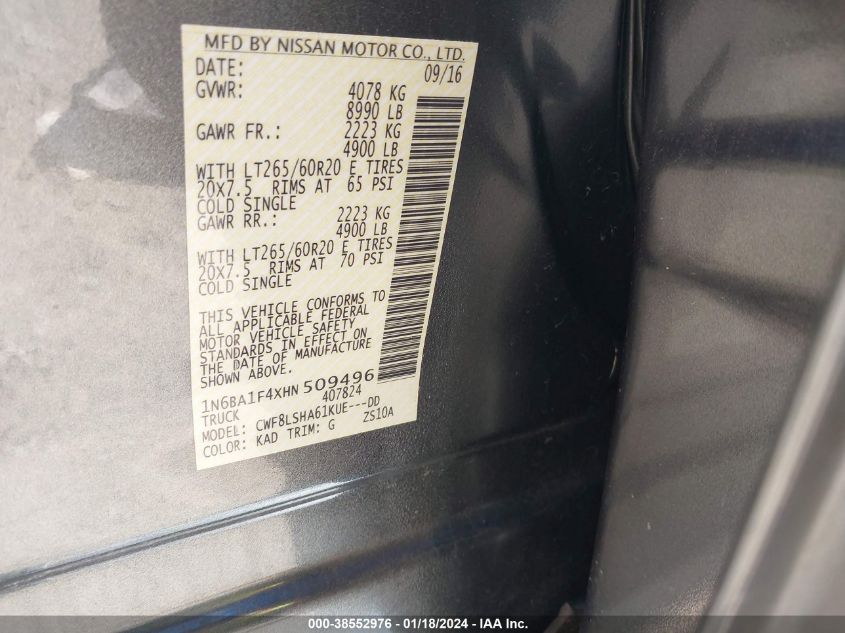 MFD BY NISSAN MOTOR CO., LTD.
DATE: 09/16
GVWR: 4078 KG
8990 LB
GAWR FR.: 2223 KG
4900 LB
WITH LT265/60R20 E TIRES
20X7.5 RIMS AT 65 PSI
COLD SINGLE
GAWR RR.: 2223 KG
4900 LB
WITH LT265/60R20 E TIRES
20X7.5 RIMS AT 70 PSI
COLD SINGLE
THIS VEHICLE CONFORMS TO
ALL APPLICABLE FEDERAL
MOTOR VEHICLE SAFETY
STANDARDS IN EFFECT ON
THE DATE OF MANUFACTURE
SHOWN ABOVE.
1N6BA1F4XHN 509496
TRUCK 407824
MODEL: CWF8LSHA61KUE---DD
COLOR: KAD TRIM: G ZS10A
000-38552976 - 01/18/2024 - IAA Inc.